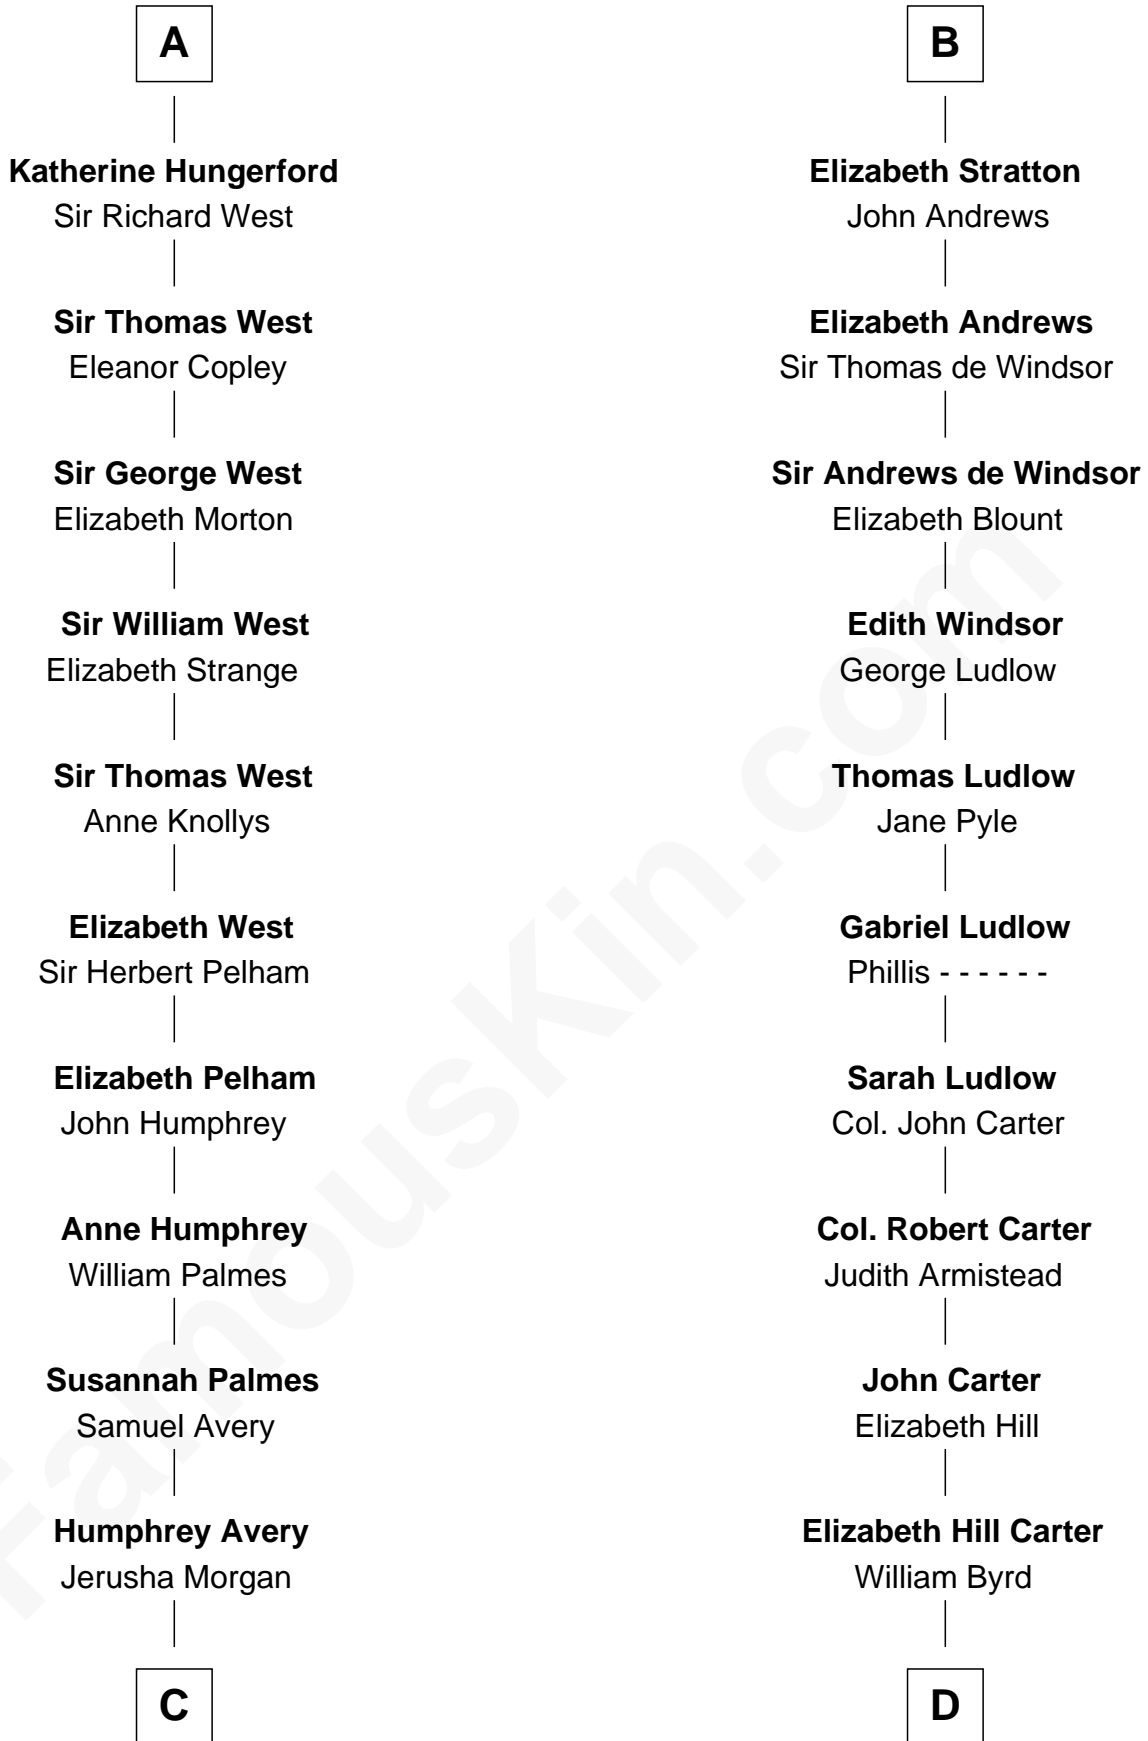 A
Katherine Hungerford
Sir Richard West
Sir Thomas West
Eleanor Copley
Sir George West
Elizabeth Morton
Sir William West
Elizabeth Strange
Sir Thomas West
Anne Knollys
Elizabeth West
Sir Herbert Pelham
Elizabeth Pelham
John Humphrey
Anne Humphrey
William Palmes
Susannah Palmes
Samuel Avery
Humphrey Avery
Jerusha Morgan
C
B
Elizabeth Stratton
John Andrews
Elizabeth Andrews
Sir Thomas de Windsor
Sir Andrews de Windsor
Elizabeth Blount
Edith Windsor
George Ludlow
Thomas Ludlow
Jane Pyle
Gabriel Ludlow
Phillis - - - - - -
Sarah Ludlow
Col. John Carter
Col. Robert Carter
Judith Armistead
John Carter
Elizabeth Hill
Elizabeth Hill Carter
William Byrd
D
FamousKin.com